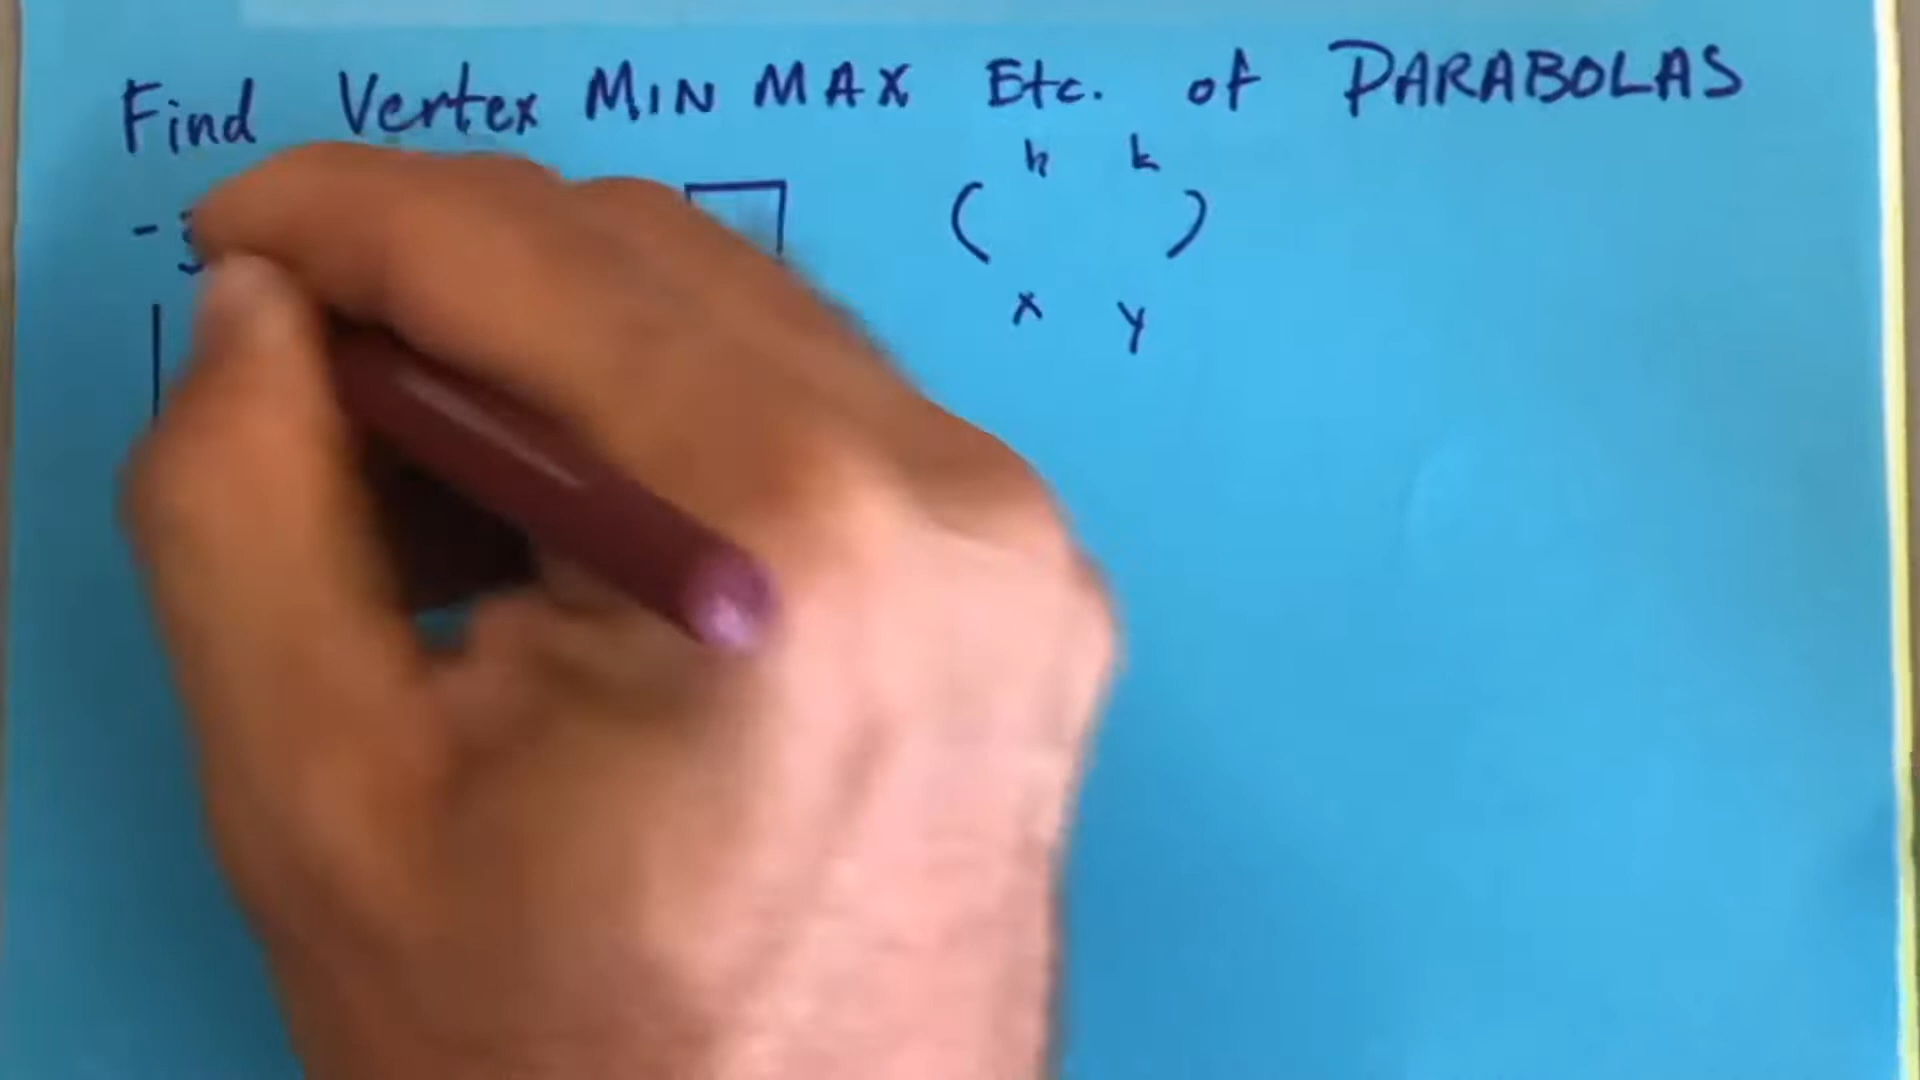 Find Vertex MIN MAX Etc. of PARABOLAS
h k
( )
x y